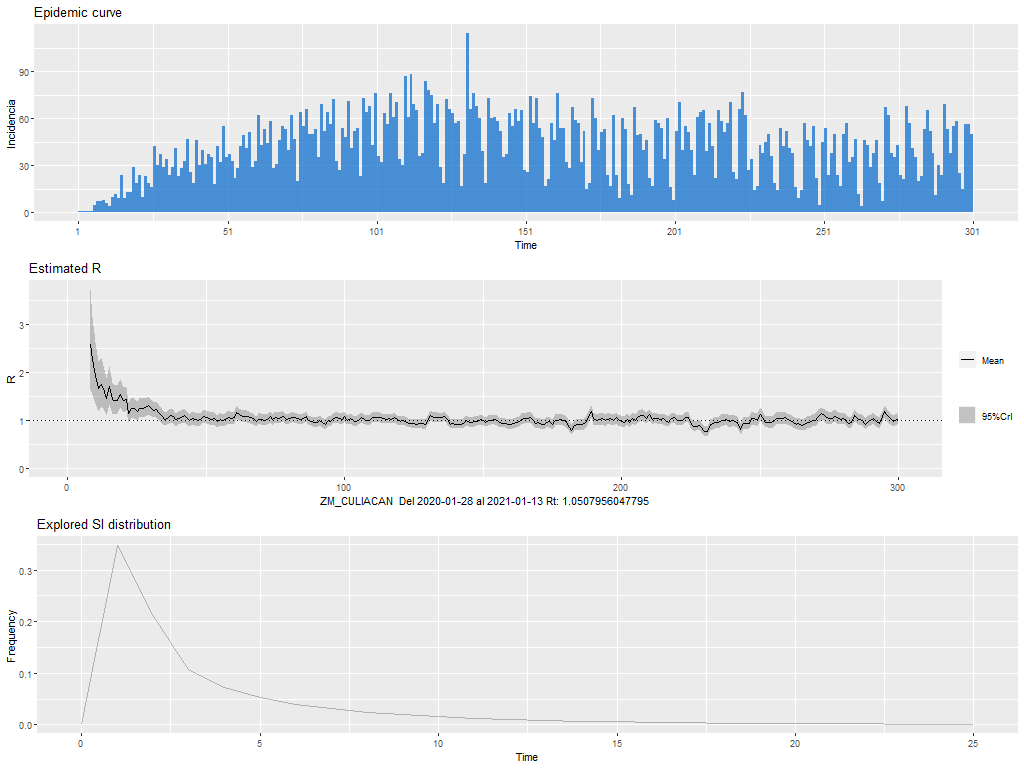 Epidemic curve
Incidencia
90
60
30
0
1
51
101
151
201
251
301
Time
Estimated R
R
3
2
1
0
0
100
200
300
Mean
95%CrI
ZM_CULIACAN Del 2020-01-28 al 2021-01-13 Rt: 1.0507956047795
Explored SI distribution
Frequency
0.3
0.2
0.1
0.0
0
5
10
15
20
25
Time